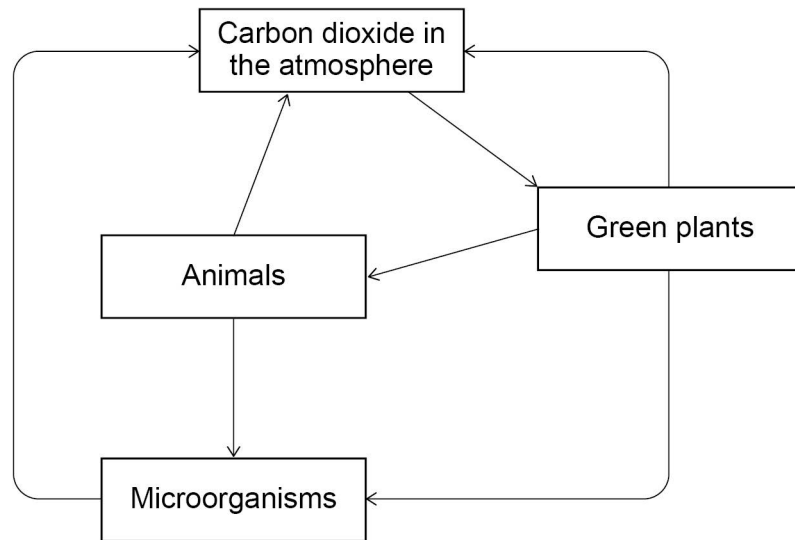 Carbon dioxide in
the atmosphere
Green plants
Animals
Microorganisms